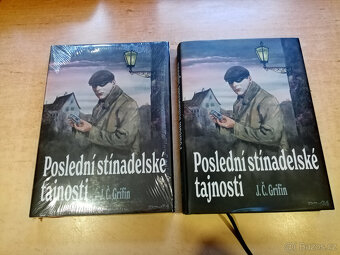 Poslední stínadelské
tajnosti
J. Č. Grifin
Poslední stínadelské
tajnosti
J. Č. Grifin